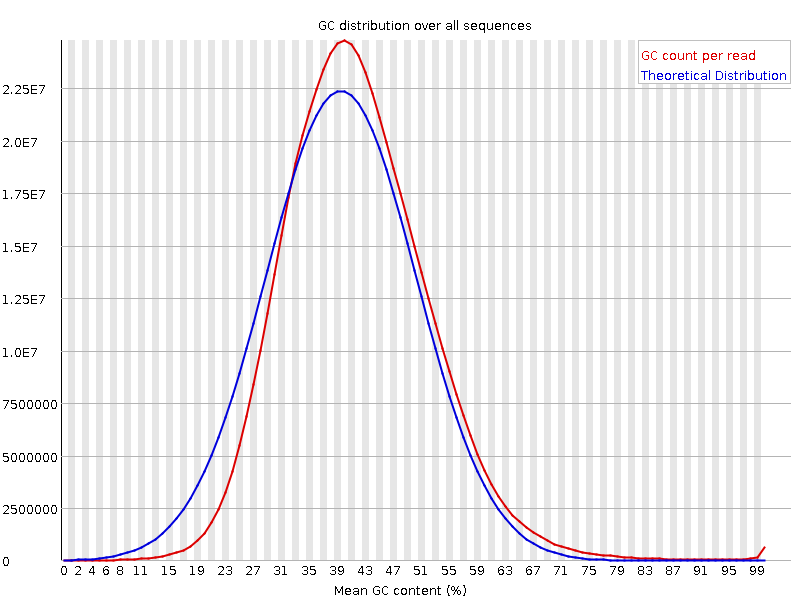 GC distribution over all sequences
GC count per read
Theoretical Distribution
2.25E7
2.0E7
1.75E7
1.5E7
1.25E7
1.0E7
7500000
5000000
2500000
0
0 2 4 6 8 11 15 19 23 27 31 35 39 43 47 51 55 59 63 67 71 75 79 83 87 91 95 99
Mean GC content (%)